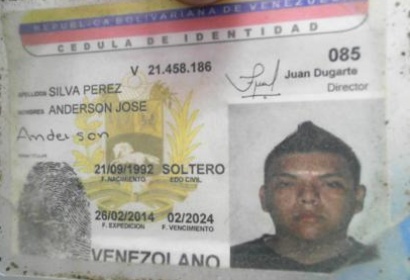 REPUBLICA BOLIVARIANA DE VENEZUELA
CEDULA DE IDENTIDAD
085
V 21.458.186
Juan Dugarte
Director
APELLIDOS SILVA PEREZ
NOMBRES ANDERSON JOSE
Anderson
21/09/1992 SOLTERO
F. NACIMIENTO EDO CIVIL
26/02/2014 02/2024
F. EXPEDICION F. VENCIMIENTO
VENEZOLANO